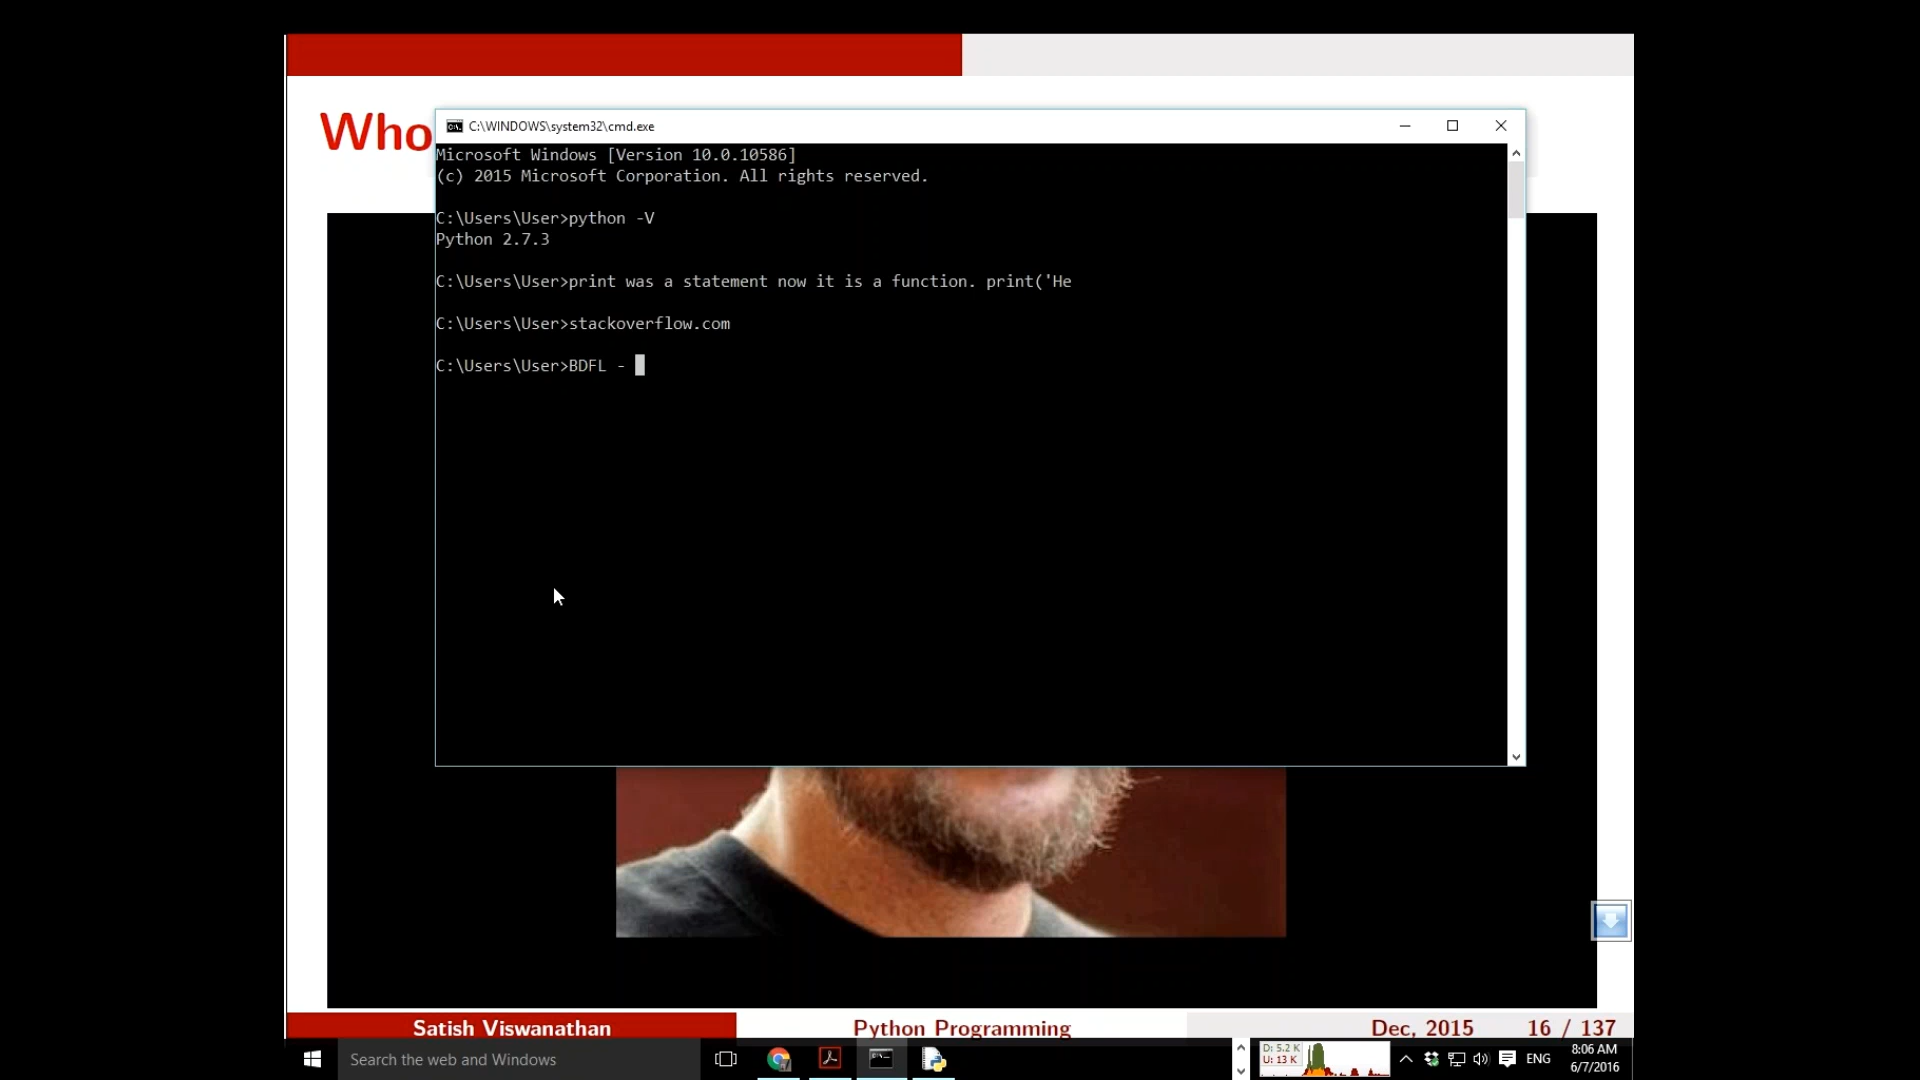 Who
C:\WINDOWS\system32\cmd.exe
Microsoft Windows [Version 10.0.10586]
(c) 2015 Microsoft Corporation. All rights reserved.
C:\Users\User>python -V
Python 2.7.3
C:\Users\User>print was a statement now it is a function. print('He
C:\Users\User>stackoverflow.com
C:\Users\User>BDFL -
Satish Viswanathan
Python Programming
Dec, 2015
16 / 137
Search the web and Windows
D: 5.2 K
U: 13 K
ENG
8:06 AM
6/7/2016